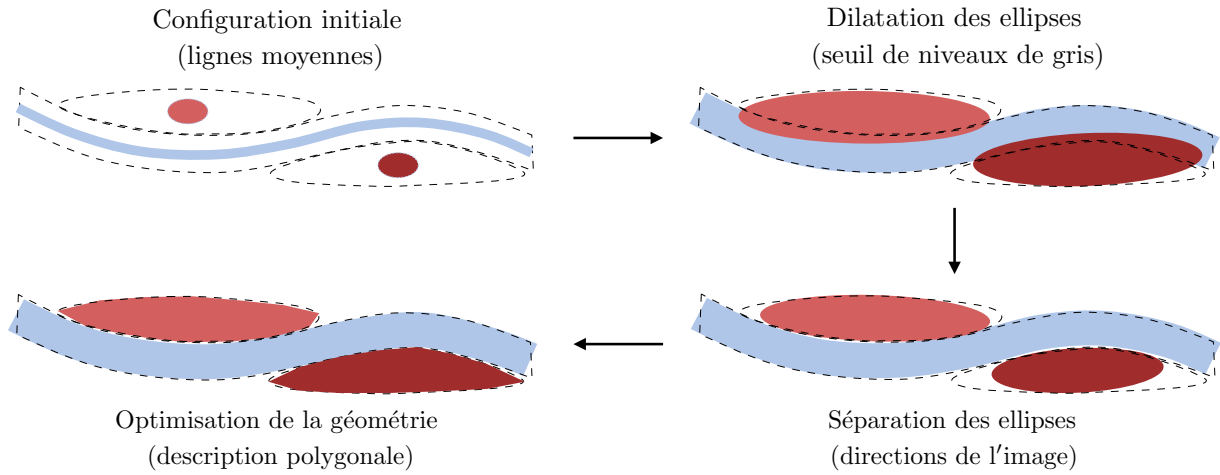 Configuration initiale
(lignes moyennes)
Dilatation des ellipses
(seuil de niveaux de gris)
Optimisation de la géométrie
(description polygonale)
Séparation des ellipses
(directions de l'image)